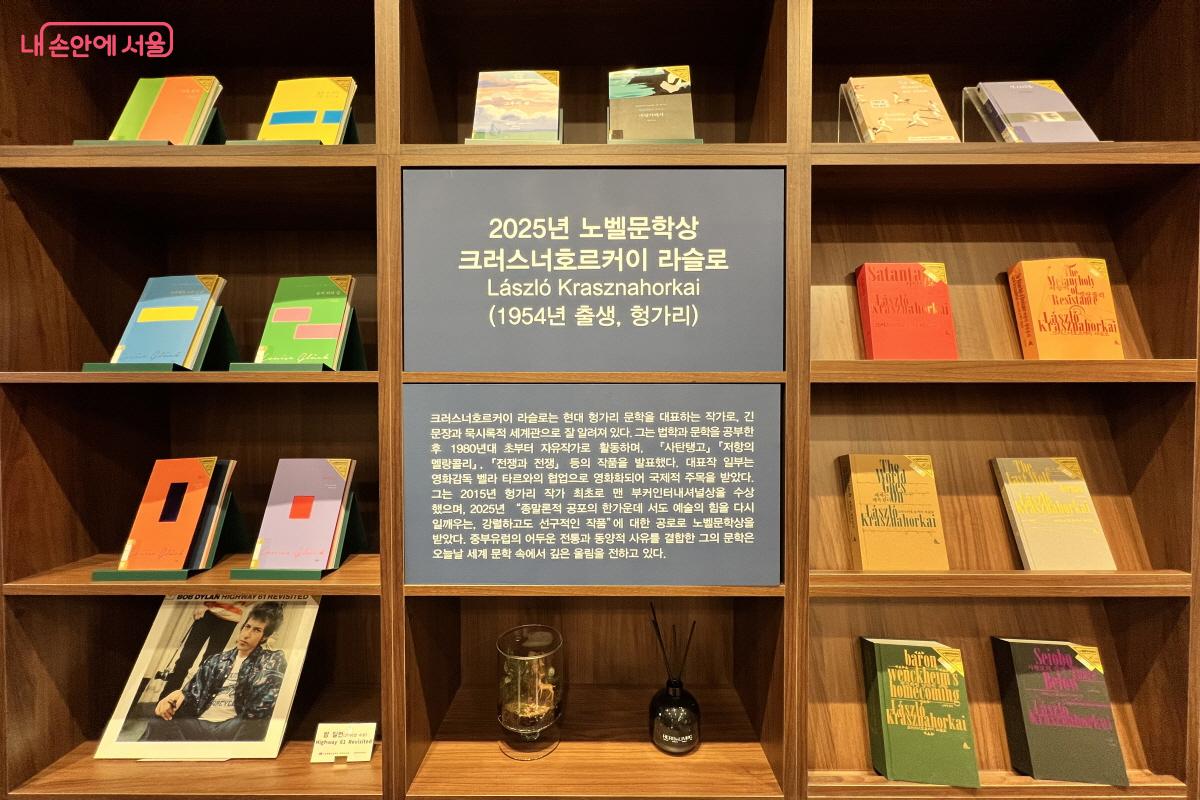 내 손안에 서울
2025년 노벨문학상
크러스너호르커이 라슬로
László Krasznahorkai
(1954년 출생, 헝가리)
크러스너호르커이 라슬로는 현대 헝가리 문학을 대표하는 작가로, 긴
문장과 묵시록적 세계관으로 잘 알려져 있다. 그는 법학과 문학을 공부한
후 1980년대 초부터 자유작가로 활동하며, 『사탄탱고』『저항의
멜랑콜리』, 『전쟁과 전쟁』 등의 작품을 발표했다. 대표작 일부는
영화감독 벨라 타르와의 협업으로 영화화되어 국제적 주목을 받았다.
그는 2015년 헝가리 작가 최초로 맨 부커인터내셔널상을 수상
했으며, 2025년 “종말론적 공포의 한가운데 서도 예술의 힘을 다시
일깨우는, 강렬하고도 선구적인 작품”에 대한 공로로 노벨문학상을
받았다. 중부유럽의 어두운 전통과 동양적 사유를 결합한 그의 문학은
오늘날 세계 문학 속에서 깊은 울림을 전하고 있다.
Louise Glück
Louise Glück
Satantango
László
Krasznahorkai
The
Melancholy
of
Resistance
László
Krasznahorkai
The
World
Goes
On
László
Krasznahorkai
The
Last Wolf
László
Krasznahorkai
baron
wenckheim's
homecoming
László
Krasznahorkai
Seiobo
There
Below
László
Krasznahorkai
BOB DYLAN HIGHWAY 61 REVISITED
밥 딜런
Highway 61 Revisited